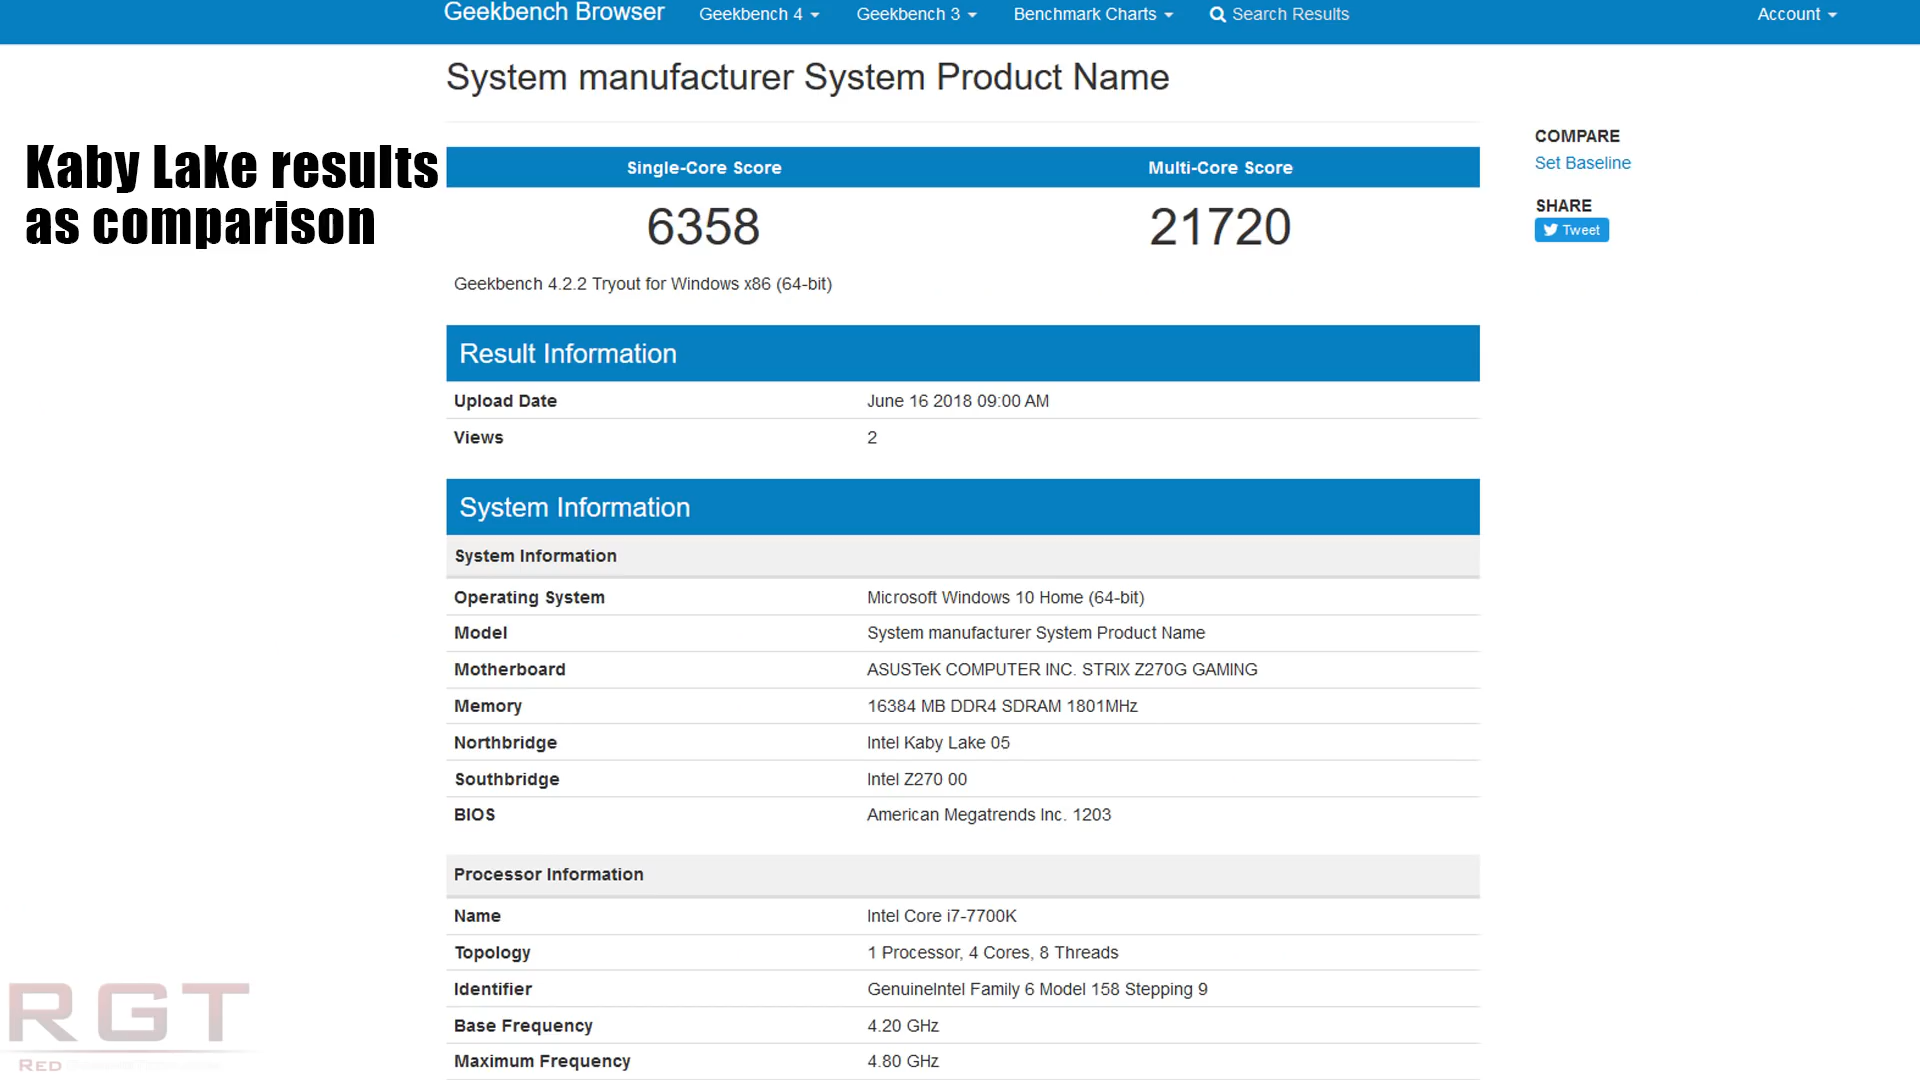 Geekbench Browser Geekbench 4 Geekbench 3 Benchmark Charts Search Results Account
System manufacturer System Product Name
Kaby Lake results
as comparison
Single-Core Score Multi-Core Score
6358 21720
Geekbench 4.2.2 Tryout for Windows x86 (64-bit)
COMPARE
Set Baseline
SHARE
Tweet
Result Information
Upload Date June 16 2018 09:00 AM
Views 2
System Information
System Information
Operating System Microsoft Windows 10 Home (64-bit)
Model System manufacturer System Product Name
Motherboard ASUSTeK COMPUTER INC. STRIX Z270G GAMING
Memory 16384 MB DDR4 SDRAM 1801MHz
Northbridge Intel Kaby Lake 05
Southbridge Intel Z270 00
BIOS American Megatrends Inc. 1203
Processor Information
Name Intel Core i7-7700K
Topology 1 Processor, 4 Cores, 8 Threads
Identifier GenuineIntel Family 6 Model 158 Stepping 9
Base Frequency 4.20 GHz
Maximum Frequency 4.80 GHz
RGT
RED